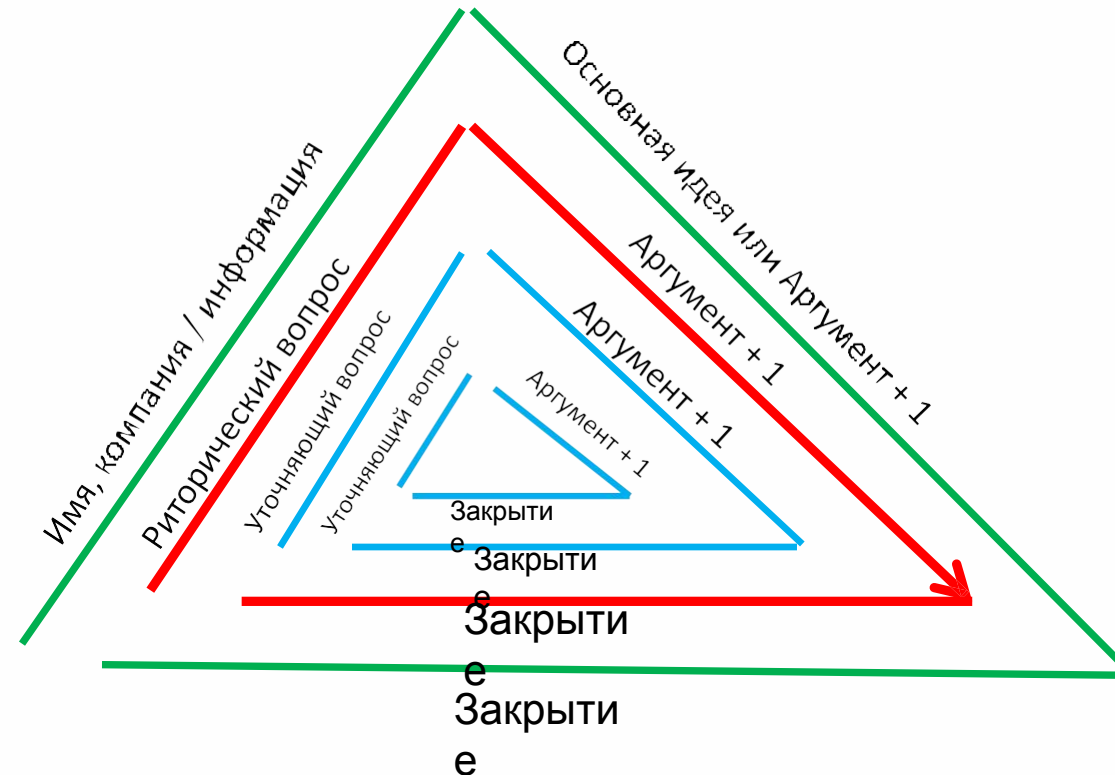 Имя, компания / информация
Основная идея или Аргумент + 1
Риторический вопрос
Аргумент + 1
Уточняющий вопрос
Аргумент + 1
Уточняющий вопрос
Аргумент + 1
Закрыти
е
Закрыти
е
Закрыти
е
Закрыти
е